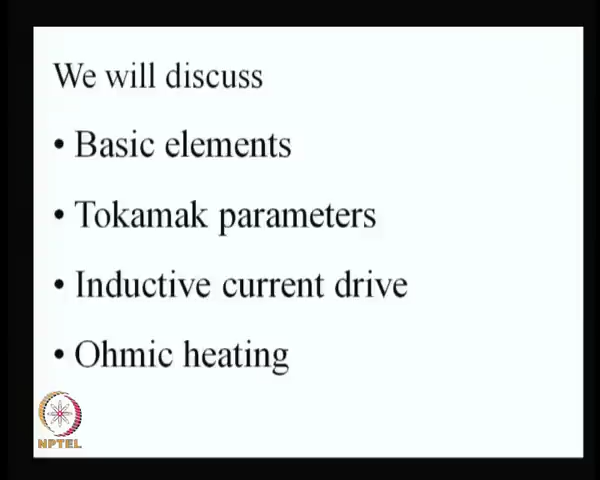 We will discuss
• Basic elements
• Tokamak parameters
• Inductive current drive
• Ohmic heating
NPTEL